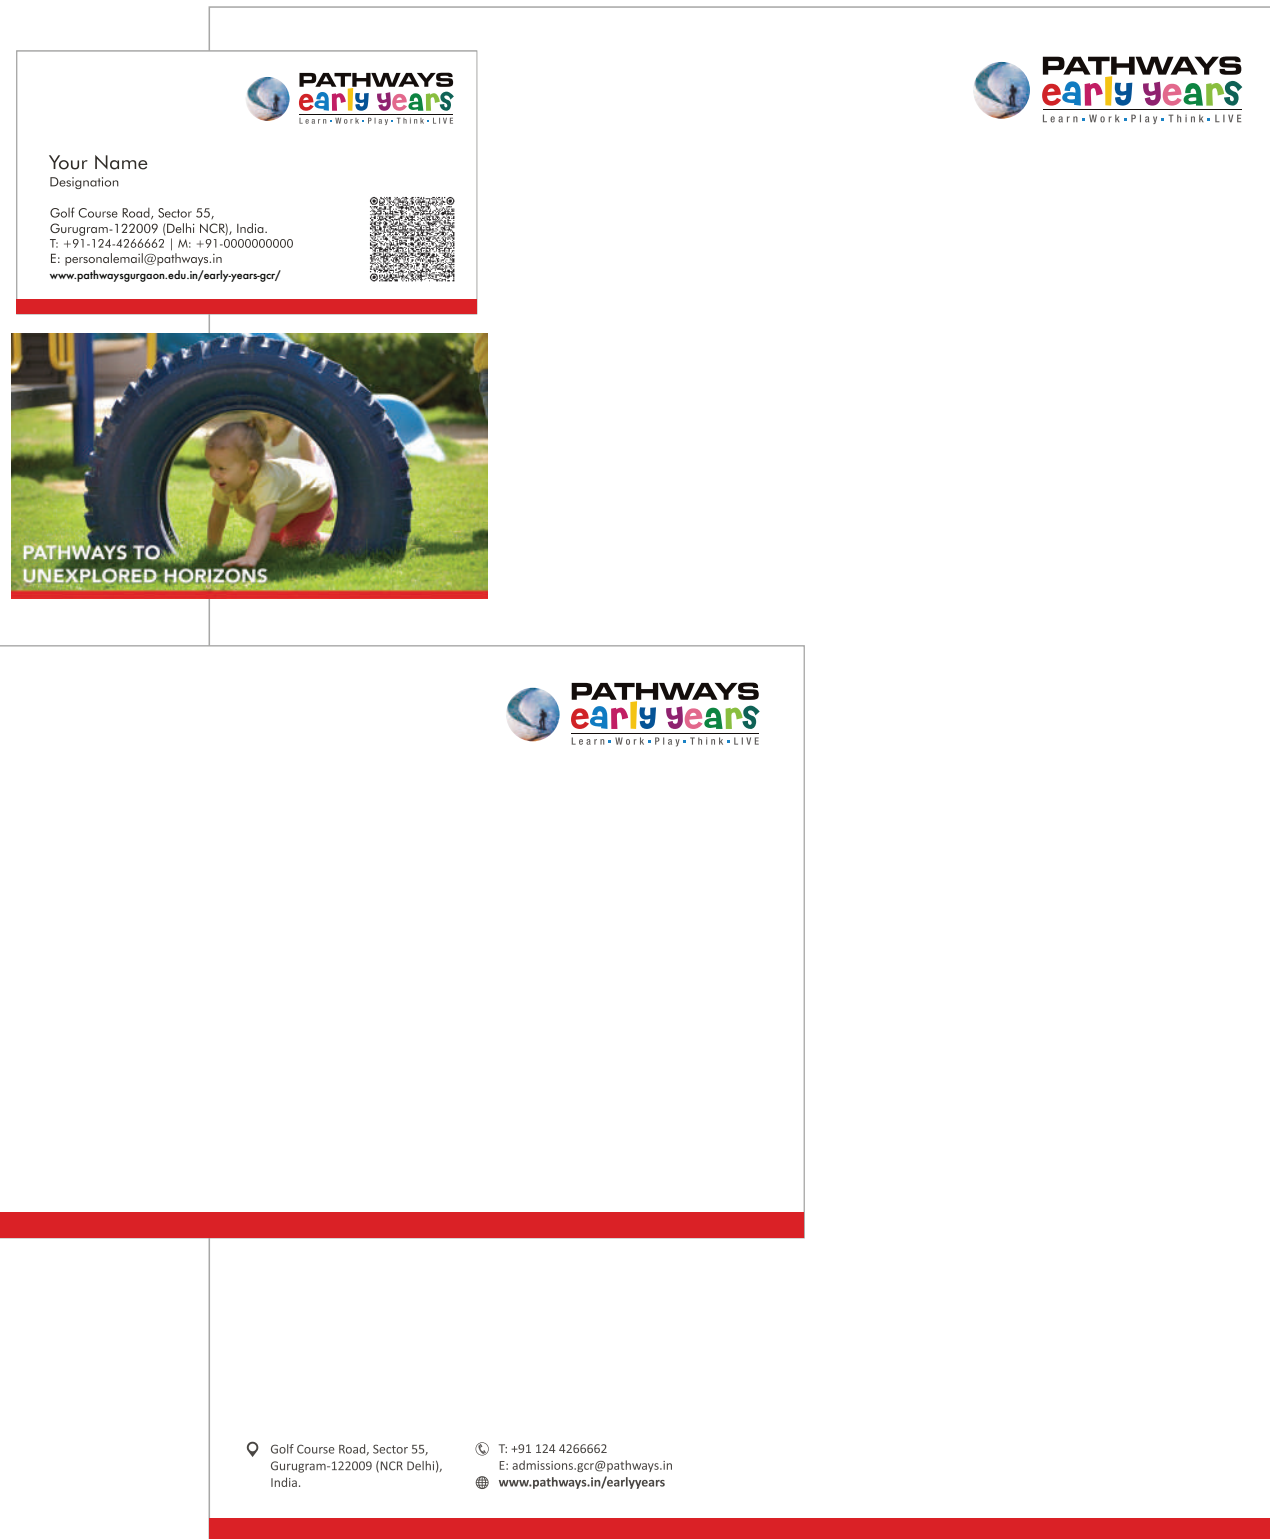 PATHWAYS
early years
Learn▪Work▪Play▪Think▪LIVE
Your Name
Designation
Golf Course Road, Sector 55,
Gurugram-122009 (Delhi NCR), India.
T: +91-124-4266662 | M: +91-0000000000
E: personalemail@pathways.in
www.pathwaysgurgaon.edu.in/early-years-gcr/
PATHWAYS
early years
Learn▪Work▪Play▪Think▪LIVE
PATHWAYS TO
UNEXPLORED HORIZONS
PATHWAYS
early years
Learn▪Work▪Play▪Think▪LIVE
Golf Course Road, Sector 55,
Gurugram-122009 (NCR Delhi),
India.
T: +91 124 4266662
E: admissions.gcr@pathways.in
www.pathways.in/earlyyears